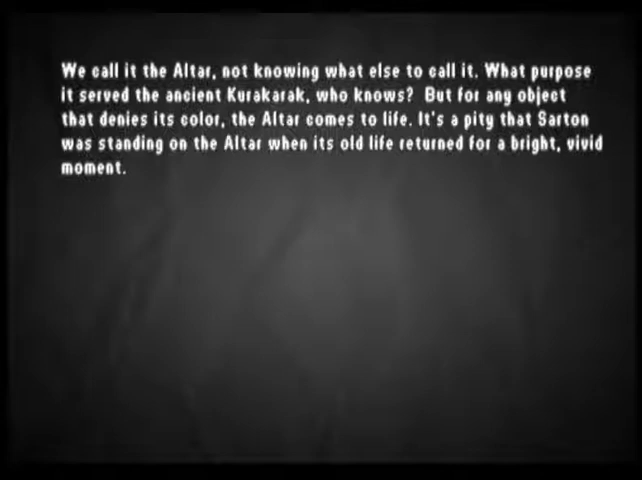 We call it the Altar, not knowing what else to call it. What purpose
it served the ancient Kurakarak, who knows? But for any object
that denies its color, the Altar comes to life. It's a pity that Sarton
was standing on the Altar when its old life returned for a bright, vivid
moment.